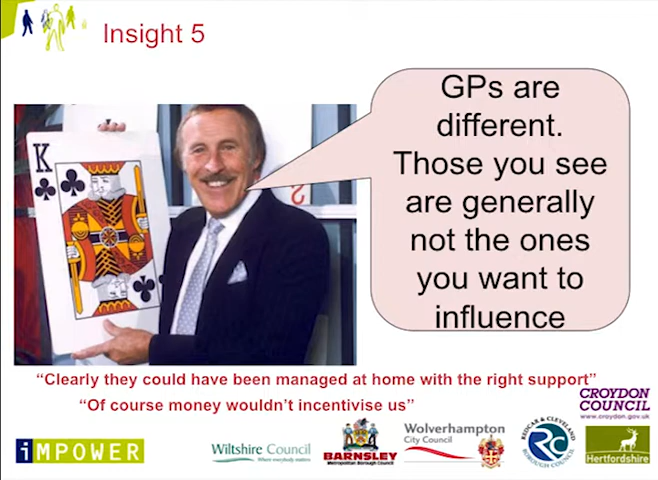 Insight 5
GPs are
different.
Those you see
are generally
not the ones
you want to
influence
K
“Clearly they could have been managed at home with the right support”
“Of course money wouldn’t incentivise us”
CROYDON
COUNCIL
www.croydon.gov.uk
iMPOWER
Wiltshire Council
Where everybody matters
BARNSLEY
Metropolitan Borough Council
Wolverhampton
City Council
REDCAR & CLEVELAND
RC
BOROUGH COUNCIL
Hertfordshire